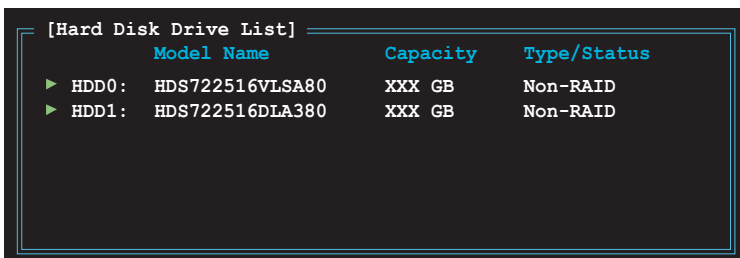 [Hard Disk Drive List]
Model Name Capacity Type/Status
HDD0: HDS722516VLSA80 XXX GB Non-RAID
HDD1: HDS722516DLA380 XXX GB Non-RAID